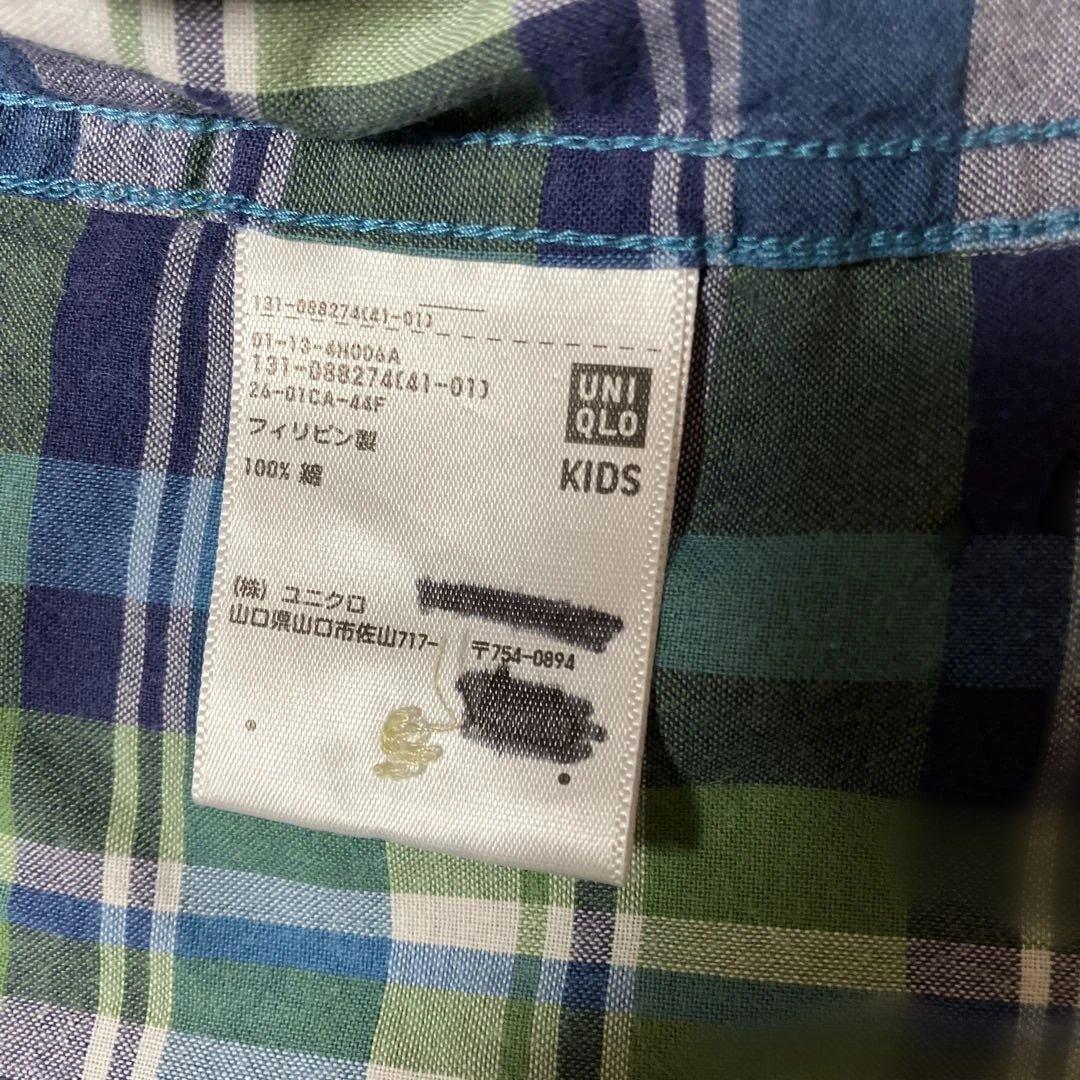 131-088274(41-01)
01-13-4H006A
131-088274(41-01)
26-01CA-44F
フィリピン製
100% 綿
UNI
QLO
KIDS
(株) ユニクロ
山口県山口市佐山717-
〒754-0894